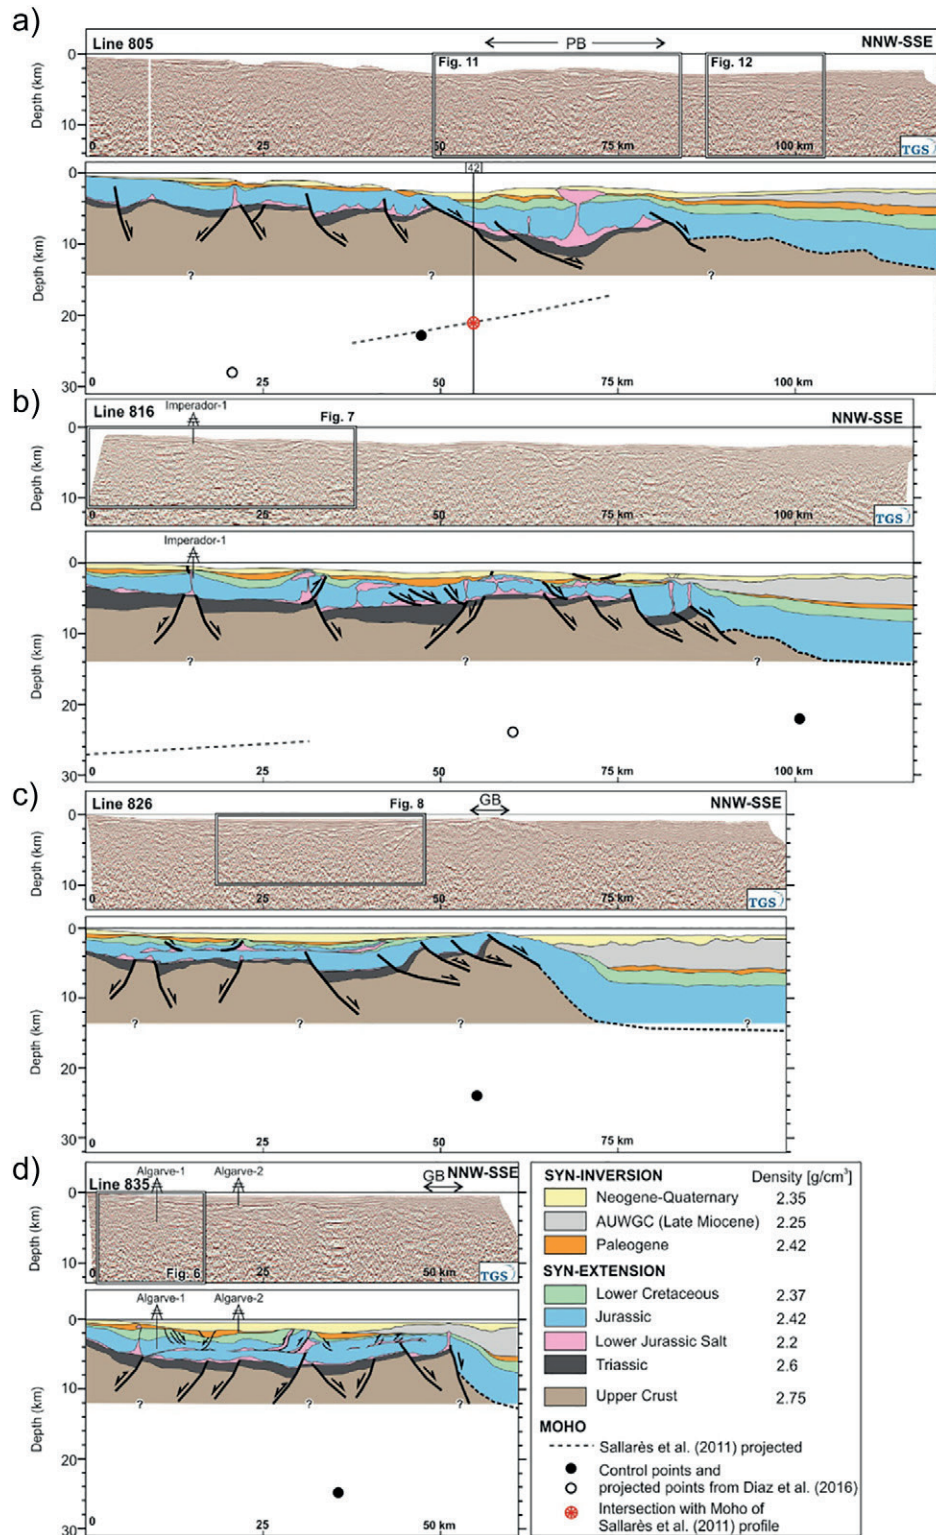 a)
Line 805
PB
NNW-SSE
Fig. 11
Fig. 12
Depth (km)
0
10
0
25
50
75 km
100 km
TGS
42
Depth (km)
0
10
20
30
?
?
?
0
25
50
75 km
100 km
b)
Line 816
Imperador-1
Fig. 7
NNW-SSE
Depth (km)
0
10
0
25
50
75 km
100 km
TGS
Imperador-1
Depth (km)
0
10
20
30
?
?
?
0
25
50
75 km
100 km
c)
Line 826
Fig. 8
GB
NNW-SSE
Depth (km)
0
10
0
25
50
75 km
TGS
Depth (km)
0
10
20
30
?
?
?
?
0
25
50
75 km
d)
Line 835
Algarve-1
Algarve-2
GB
NNW-SSE
Depth (km)
0
10
0
Fig. 6
25
50 km
TGS
Algarve-1
Algarve-2
Depth (km)
0
10
20
30
?
?
?
0
25
50 km
SYN-INVERSION
Density [g/cm³]
Neogene-Quaternary 2.35
AUWGC (Late Miocene) 2.25
Paleogene 2.42
SYN-EXTENSION
Lower Cretaceous 2.37
Jurassic 2.42
Lower Jurassic Salt 2.2
Triassic 2.6
Upper Crust 2.75
MOHO
Sallarès et al. (2011) projected
Control points and
projected points from Diaz et al. (2016)
Intersection with Moho of
Sallarès et al. (2011) profile